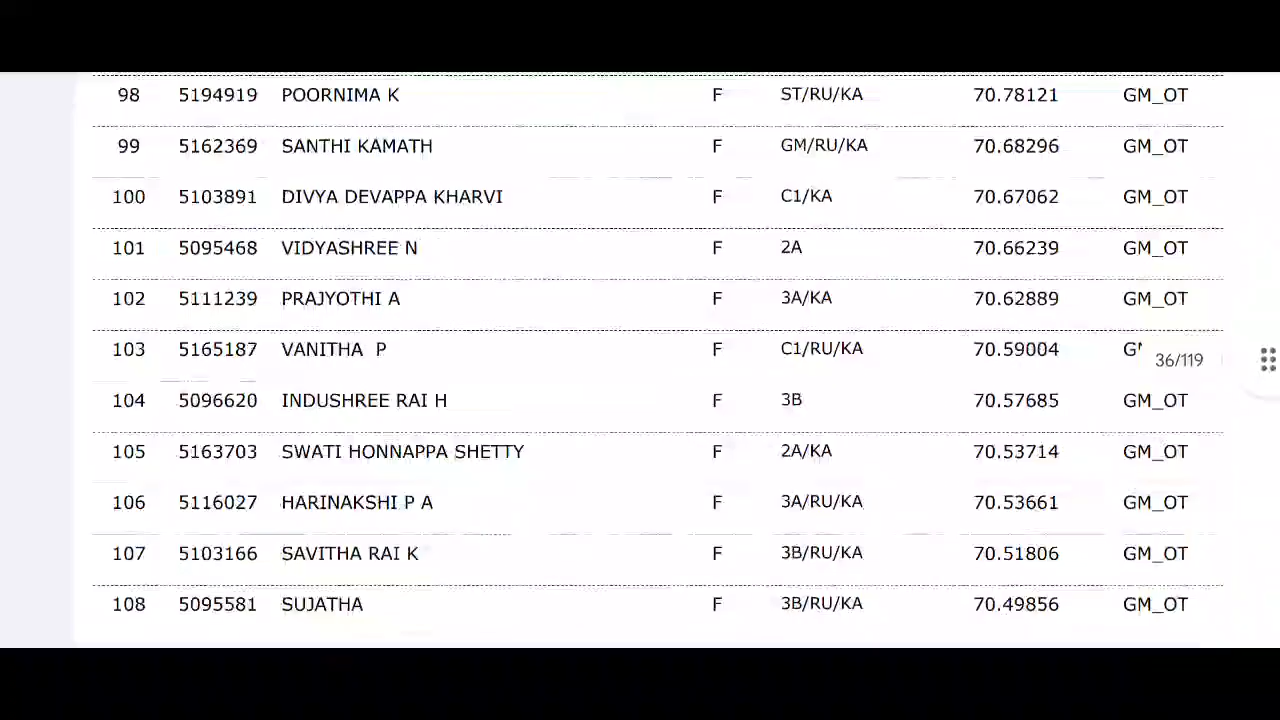 98 5194919 POORNIMA K F ST/RU/KA 70.78121 GM_OT
99 5162369 SANTHI KAMATH F GM/RU/KA 70.68296 GM_OT
100 5103891 DIVYA DEVAPPA KHARVI F C1/KA 70.67062 GM_OT
101 5095468 VIDYASHREE N F 2A 70.66239 GM_OT
102 5111239 PRAJYOTHI A F 3A/KA 70.62889 GM_OT
103 5165187 VANITHA P F C1/RU/KA 70.59004 36/119
104 5096620 INDUSHREE RAI H F 3B 70.57685 GM_OT
105 5163703 SWATI HONNAPPA SHETTY F 2A/KA 70.53714 GM_OT
106 5116027 HARINAKSHI P A F 3A/RU/KA 70.53661 GM_OT
107 5103166 SAVITHA RAI K F 3B/RU/KA 70.51806 GM_OT
108 5095581 SUJATHA F 3B/RU/KA 70.49856 GM_OT